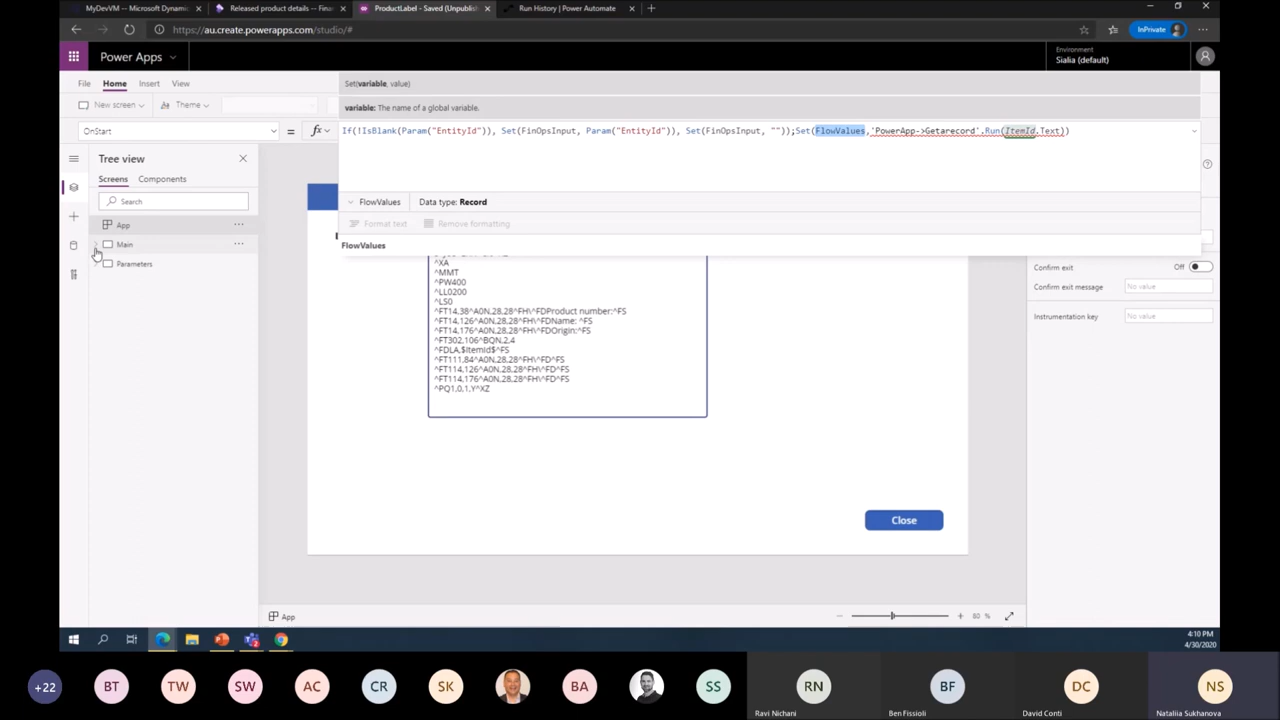 MyDevVM — Microsoft Dynami
Released product details -- Finan
ProductLabel - Saved (Unpublish
Run History | Power Automate
https://au.create.powerapps.com/studio/#
InPrivate
Power Apps
Environment
Sialia (default)
File
Home
Insert
View
Set(variable, value)
New screen
Theme
variable: The name of a global variable.
OnStart
=
fx
If(!IsBlank(Param("EntityId")), Set(FinOpsInput, Param("EntityId")), Set(FinOpsInput, ""));Set(FlowValues,'PowerApp->Getarecord'.Run(ItemId.Text))
Tree view
Screens
Components
Search
FlowValues
Data type: Record
Format text
Remove formatting
FlowValues
App
Main
Parameters
^XA
^MMT
^PW400
^LL0200
^LS0
^FT14,38^A0N,28,28^FH\^FDProduct number:^FS
^FT14,126^A0N,28,28^FH\^FDName: ^FS
^FT14,176^A0N,28,28^FH\^FDOrigin:^FS
^FT302,106^BQN,2,4
^FDLA,$ItemId$^FS
^FT111,84^A0N,28,28^FH\^FD^FS
^FT114,126^A0N,28,28^FH\^FD^FS
^FT114,176^A0N,28,28^FH\^FD^FS
^PQ1,0,1,Y^XZ
Confirm exit
Off
Confirm exit message
No value
Instrumentation key
No value
Close
App
80 %
4:10 PM
4/30/2020
+22
BT
TW
SW
AC
CR
SK
BA
SS
RN
BF
DC
NS
Ravi Nichani
Ben Fissioli
David Conti
Nataliia Sukhanova